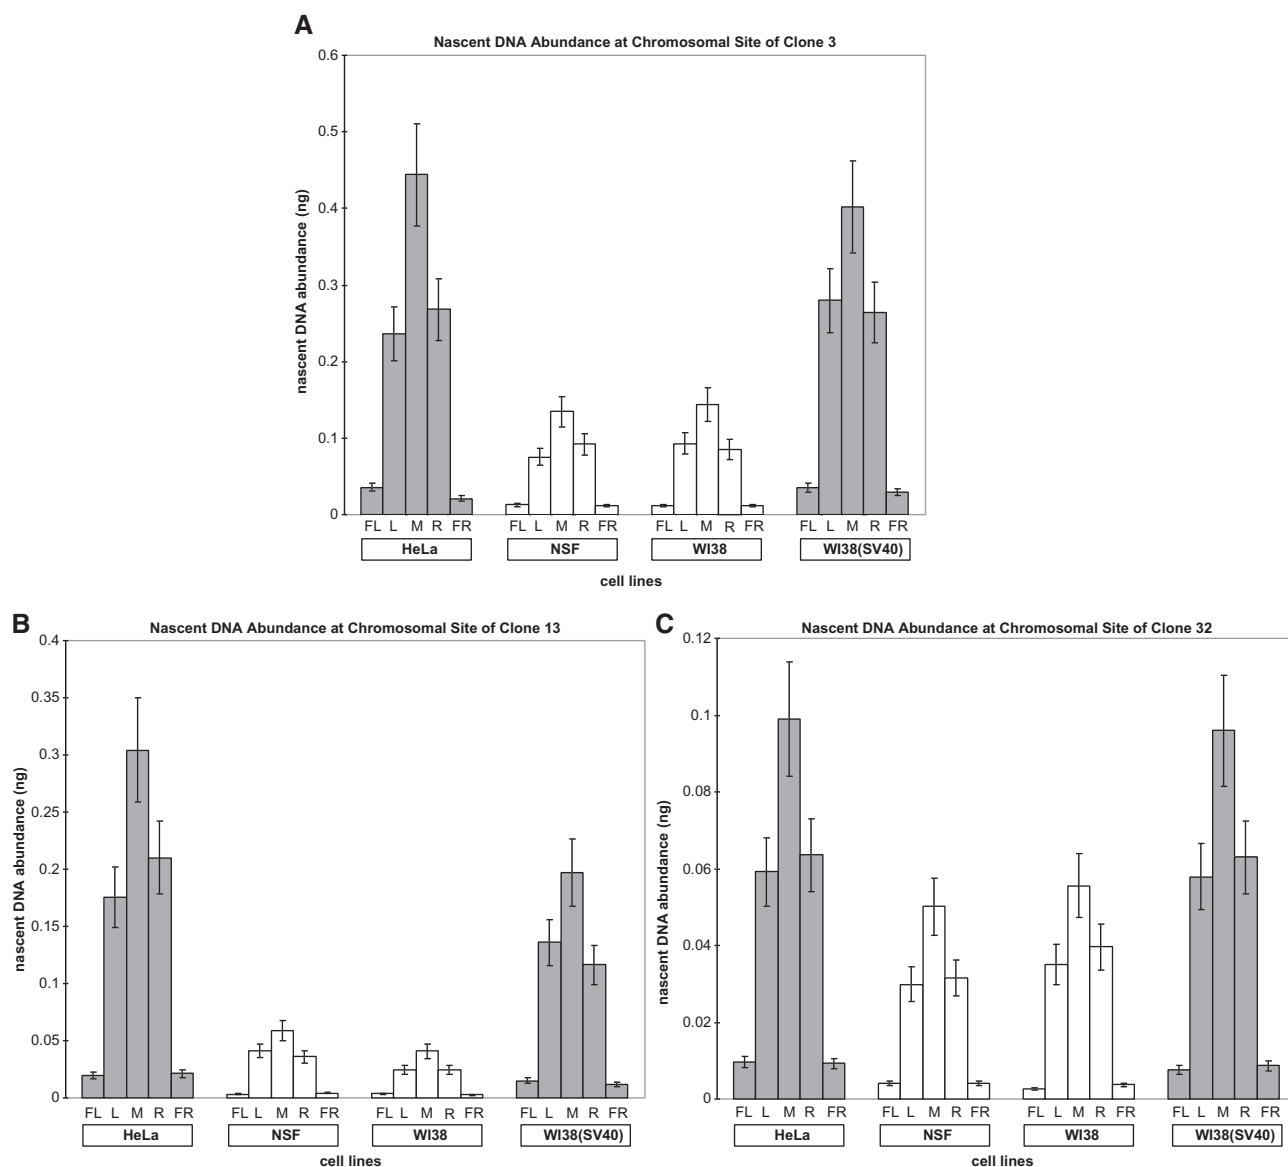 A
Nascent DNA Abundance at Chromosomal Site of Clone 3
nascent DNA abundance (ng)
0.6
0.5
0.4
0.3
0.2
0.1
0
FL L M R FR FL L M R FR FL L M R FR FL L M R FR
HeLa NSF WI38 WI38(SV40)
cell lines
B
Nascent DNA Abundance at Chromosomal Site of Clone 13
nascent DNA abundance (ng)
0.4
0.35
0.3
0.25
0.2
0.15
0.1
0.05
0
FL L M R FR FL L M R FR FL L M R FR FL L M R FR
HeLa NSF WI38 WI38(SV40)
cell lines
C
Nascent DNA Abundance at Chromosomal Site of Clone 32
nascent DNA abundance (ng)
0.12
0.1
0.08
0.06
0.04
0.02
0
FL L M R FR FL L M R FR FL L M R FR FL L M R FR
HeLa NSF WI38 WI38(SV40)
cell lines